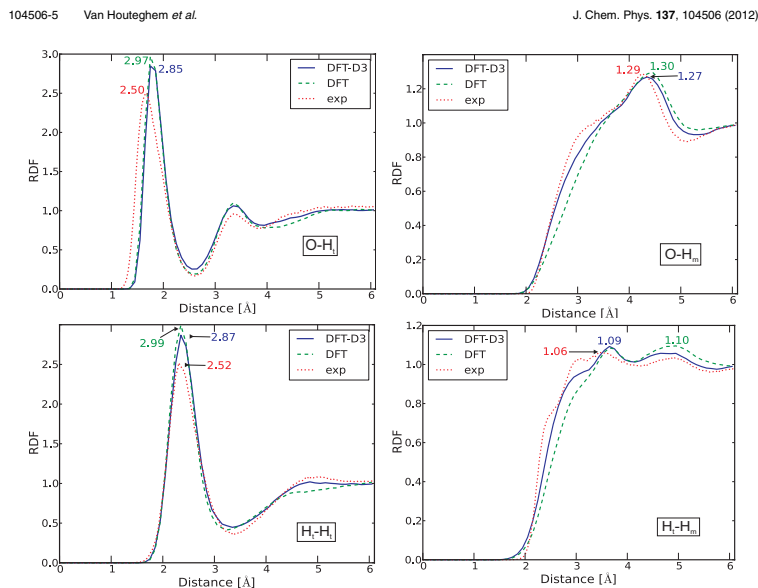 104506-5 Van Houteghem et al. J. Chem. Phys. 137, 104506 (2012)
3.0
2.5
2.0
1.5
1.0
0.5
0.0
RDF
2.97
2.85
2.50
DFT-D3
DFT
exp
O-Ht
0 1 2 3 4 5 6
Distance [Å]
1.2
1.0
0.8
0.6
0.4
0.2
0.0
RDF
DFT-D3
DFT
exp
1.29
1.30
1.27
O-Hm
0 1 2 3 4 5 6
Distance [Å]
2.5
2.0
1.5
1.0
0.5
0.0
RDF
2.99
2.87
2.52
DFT-D3
DFT
exp
Ht-Ht
0 1 2 3 4 5 6
Distance [Å]
1.2
1.0
0.8
0.6
0.4
0.2
0.0
RDF
DFT-D3
DFT
exp
1.06
1.09
1.10
Ht-Hm
0 1 2 3 4 5 6
Distance [Å]